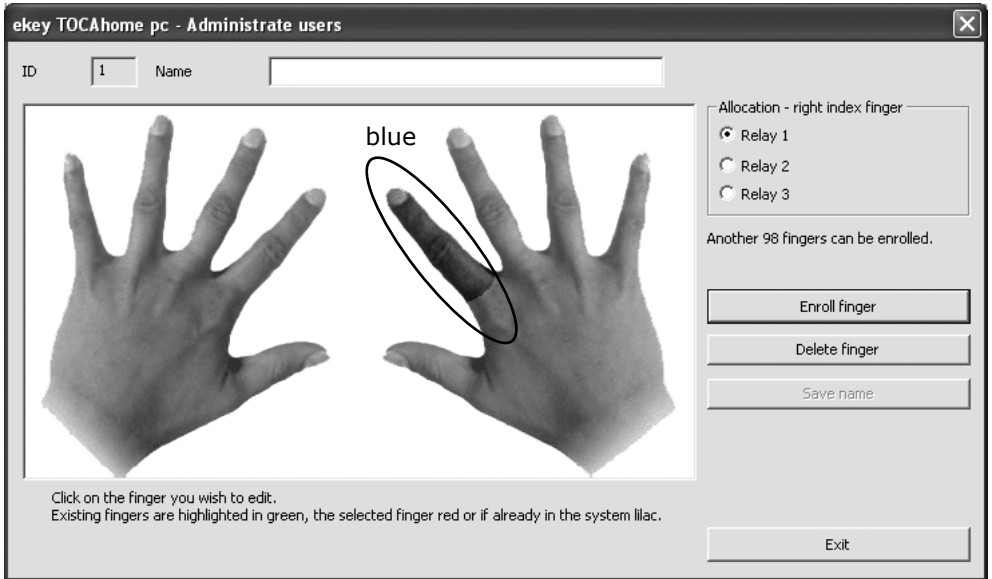 ekey TOCAhome pc - Administrate users
ID 1 Name
Allocation - right index finger
Relay 1
Relay 2
Relay 3
blue
Another 98 fingers can be enrolled.
Enroll finger
Delete finger
Save name
Click on the finger you wish to edit.
Existing fingers are highlighted in green, the selected finger red or if already in the system lilac.
Exit